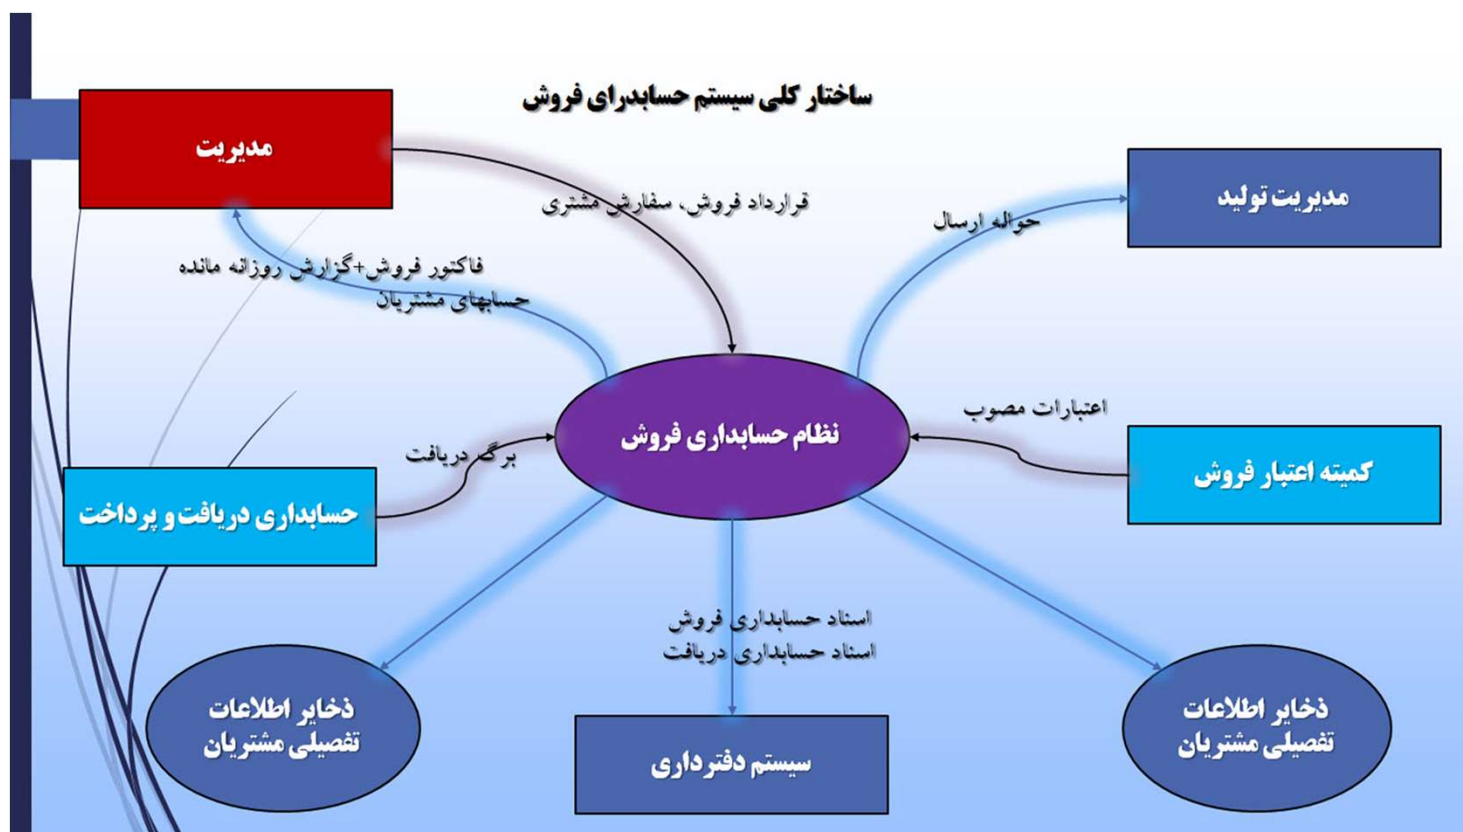 ساختار کلی سیستم حسابدرای فروش
مدیریت
مدیریت تولید
قرارداد فروش، سفارش مشتری
حواله ارسال
فاکتور فروش+گزارش روزانه مانده
حسابهای مشتریان
اعتبارات مصوب
نظام حسابداری فروش
برگ دریافت
کمیته اعتبار فروش
حسابداری دریافت و پرداخت
اسناد حسابداری فروش
اسناد حسابداری دریافت
ذخایر اطلاعات
تفصیلی مشتریان
ذخایر اطلاعات
تفصیلی مشتریان
سیستم دفترداری